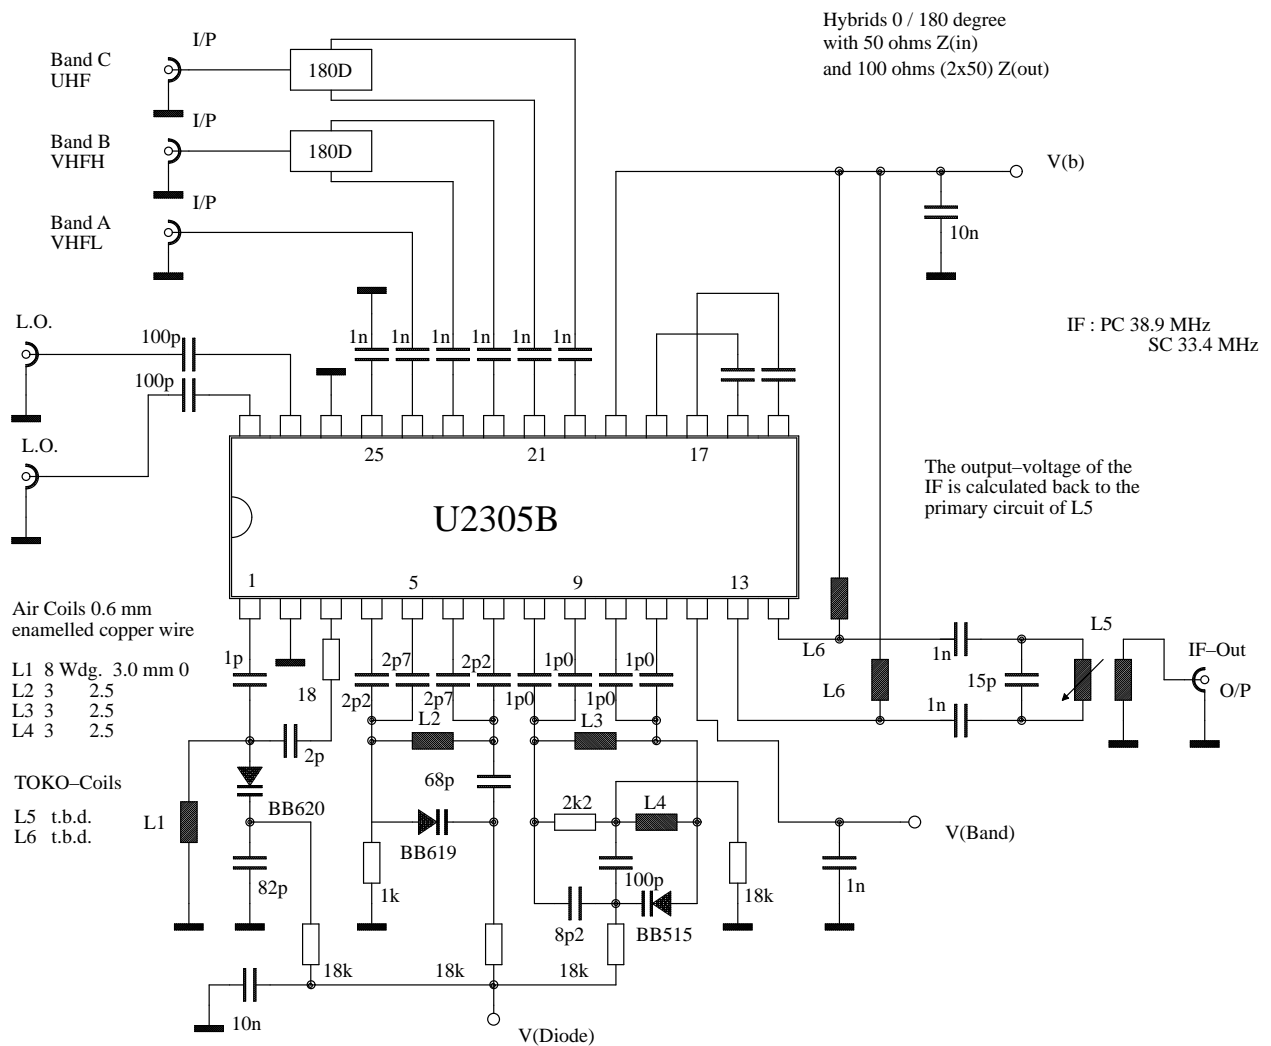 Hybrids 0 / 180 degree
with 50 ohms Z(in)
and 100 ohms (2x50) Z(out)
I/P
Band C
UHF
180D
I/P
Band B
VHFH
180D
V(b)
I/P
Band A
VHFL
10n
L.O.
100p
1n 1n 1n 1n 1n 1n
IF : PC 38.9 MHz
SC 33.4 MHz
100p
L.O.
25 21 17
The output–voltage of the
IF is calculated back to the
primary circuit of L5
U2305B
1 5 9 13
Air Coils 0.6 mm
enamelled copper wire
L1 8 Wdg. 3.0 mm 0
L2 3 2.5
L3 3 2.5
L4 3 2.5
1p
18
2p2
2p7
2p7
2p2
1p0
1p0
1p0
1p0
L6
L6
1n
15p
1n
L5
IF–Out
O/P
2p
L2
L3
TOKO–Coils
L5 t.b.d.
L6 t.b.d.
L1
BB620
68p
2k2
L4
V(Band)
BB619
82p
1k
100p
18k
1n
8p2
BB515
18k
18k
18k
10n
V(Diode)